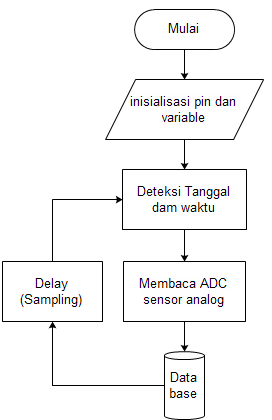 Mulai
inisialisasi pin dan
variable
Deteksi Tanggal
dam waktu
Delay
(Sampling)
Membaca ADC
sensor analog
Data
base